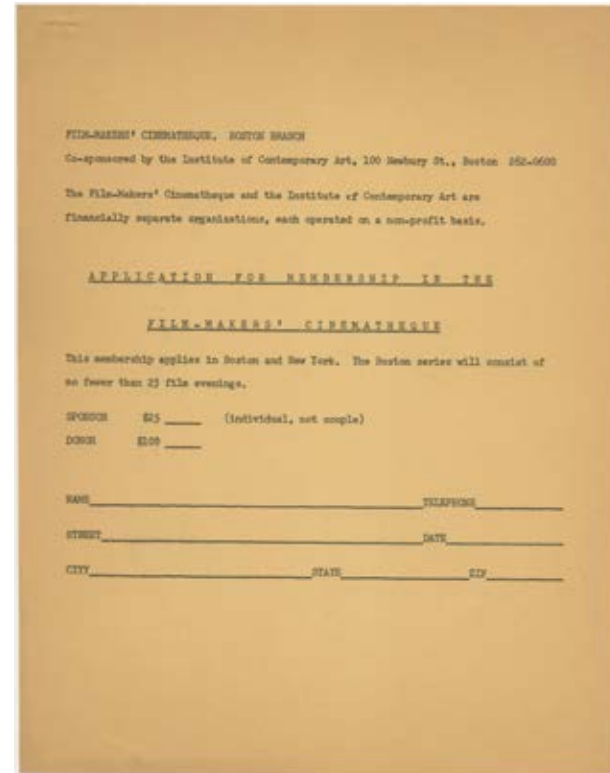 FILM-MAKERS' CINEMATHEQUE, BOSTON BRANCH
Co-sponsored by the Institute of Contemporary Art, 100 Newbury St., Boston 262-0600
The Film-Makers' Cinematheque and the Institute of Contemporary Art are
financially separate organizations, each operated on a non-profit basis.
APPLICATION FOR MEMBERSHIP IN THE
FILM-MAKERS' CINEMATHEQUE
This membership applies in Boston and New York. The Boston series will consist of
no fewer than 25 film evenings.
SPONSOR $25 _____ (individual, not couple)
DONOR $100 _____
NAME TELEPHONE
STREET DATE
CITY STATE ZIP